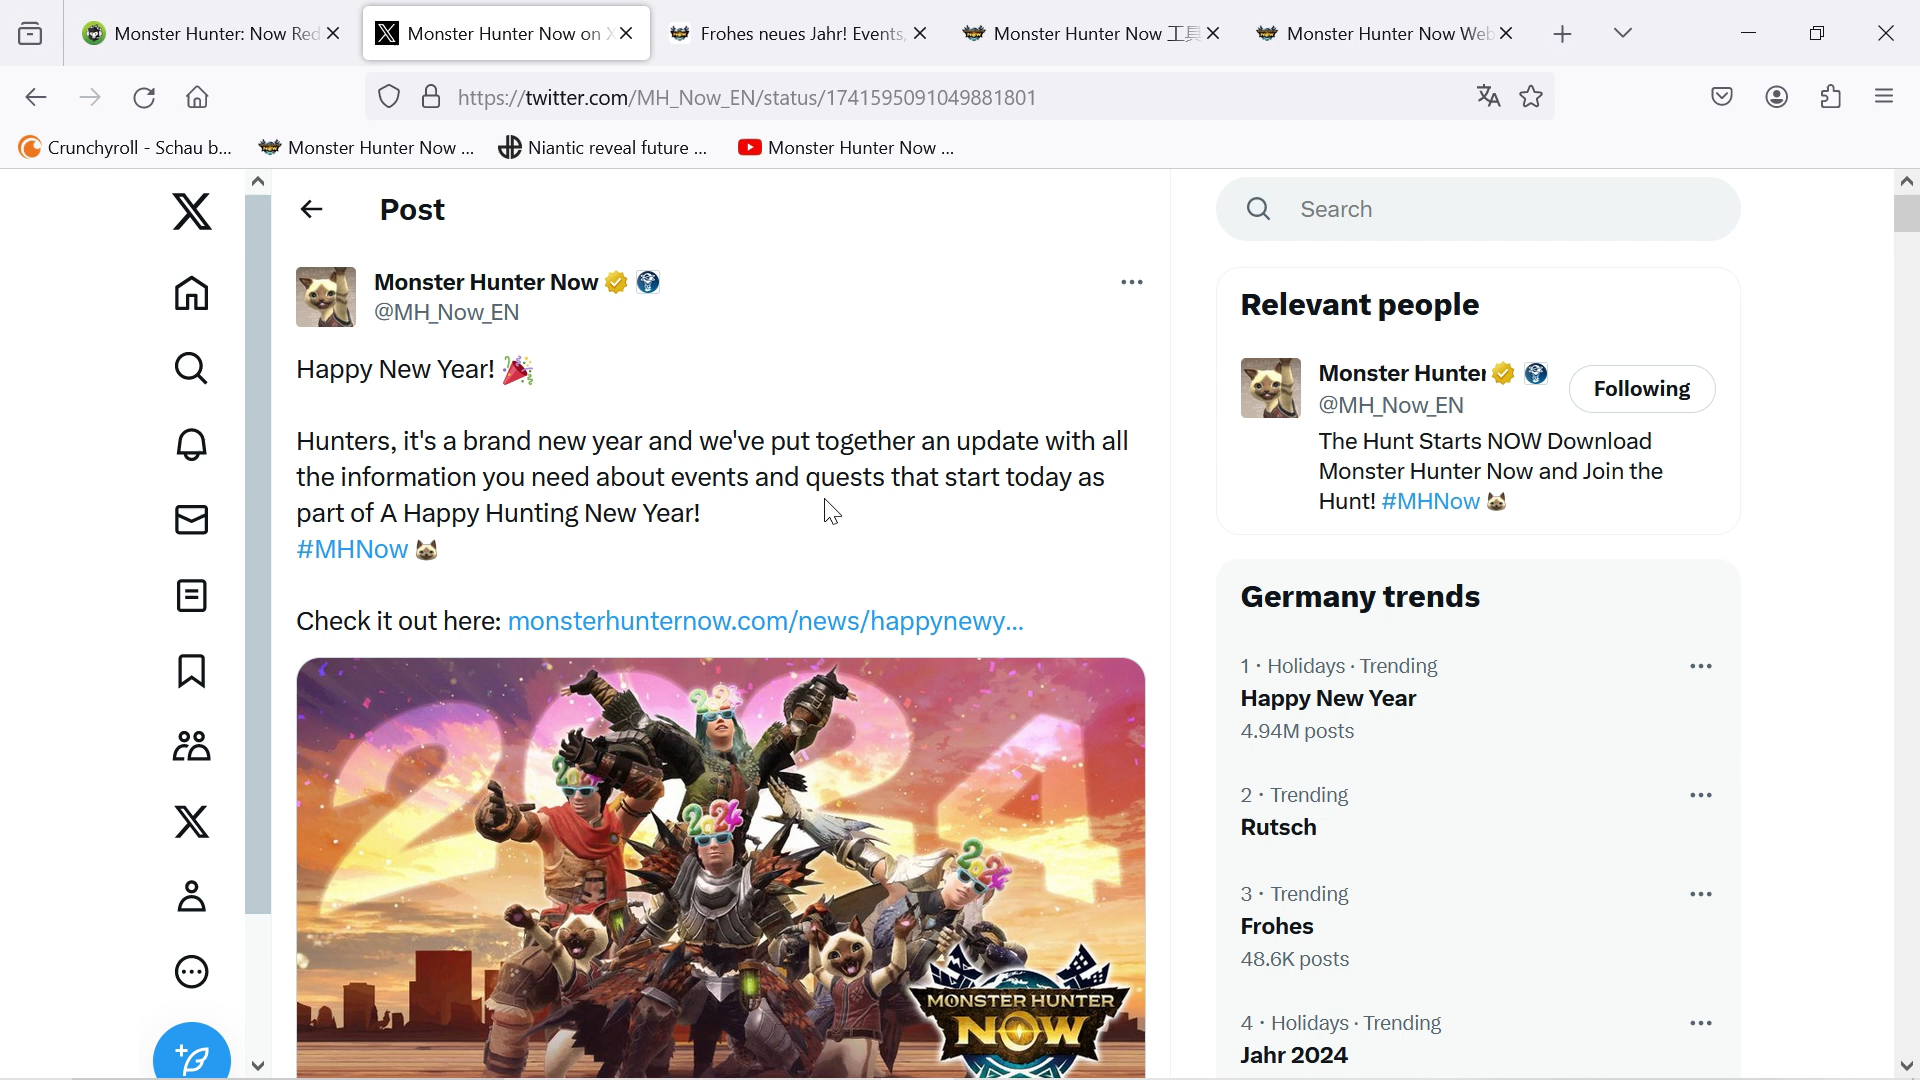 Monster Hunter: Now Red
Monster Hunter Now on X
Frohes neues Jahr! Events,
Monster Hunter Now 工具
Monster Hunter Now Web
https://twitter.com/MH_Now_EN/status/1741595091049881801
Crunchyroll - Schau b...
Monster Hunter Now ...
Niantic reveal future ...
Monster Hunter Now ...
Post
Search
Monster Hunter Now
@MH_Now_EN
Happy New Year!
Hunters, it's a brand new year and we've put together an update with all
the information you need about events and quests that start today as
part of A Happy Hunting New Year!
#MHNow
Check it out here: monsterhunternow.com/news/happynewy...
2024
2024
2024
2024
2024
MONSTER HUNTER
NOW
Relevant people
Monster Hunter
@MH_Now_EN
Following
The Hunt Starts NOW Download
Monster Hunter Now and Join the
Hunt! #MHNow
Germany trends
1 · Holidays · Trending
Happy New Year
4.94M posts
2 · Trending
Rutsch
3 · Trending
Frohes
48.6K posts
4 · Holidays · Trending
Jahr 2024